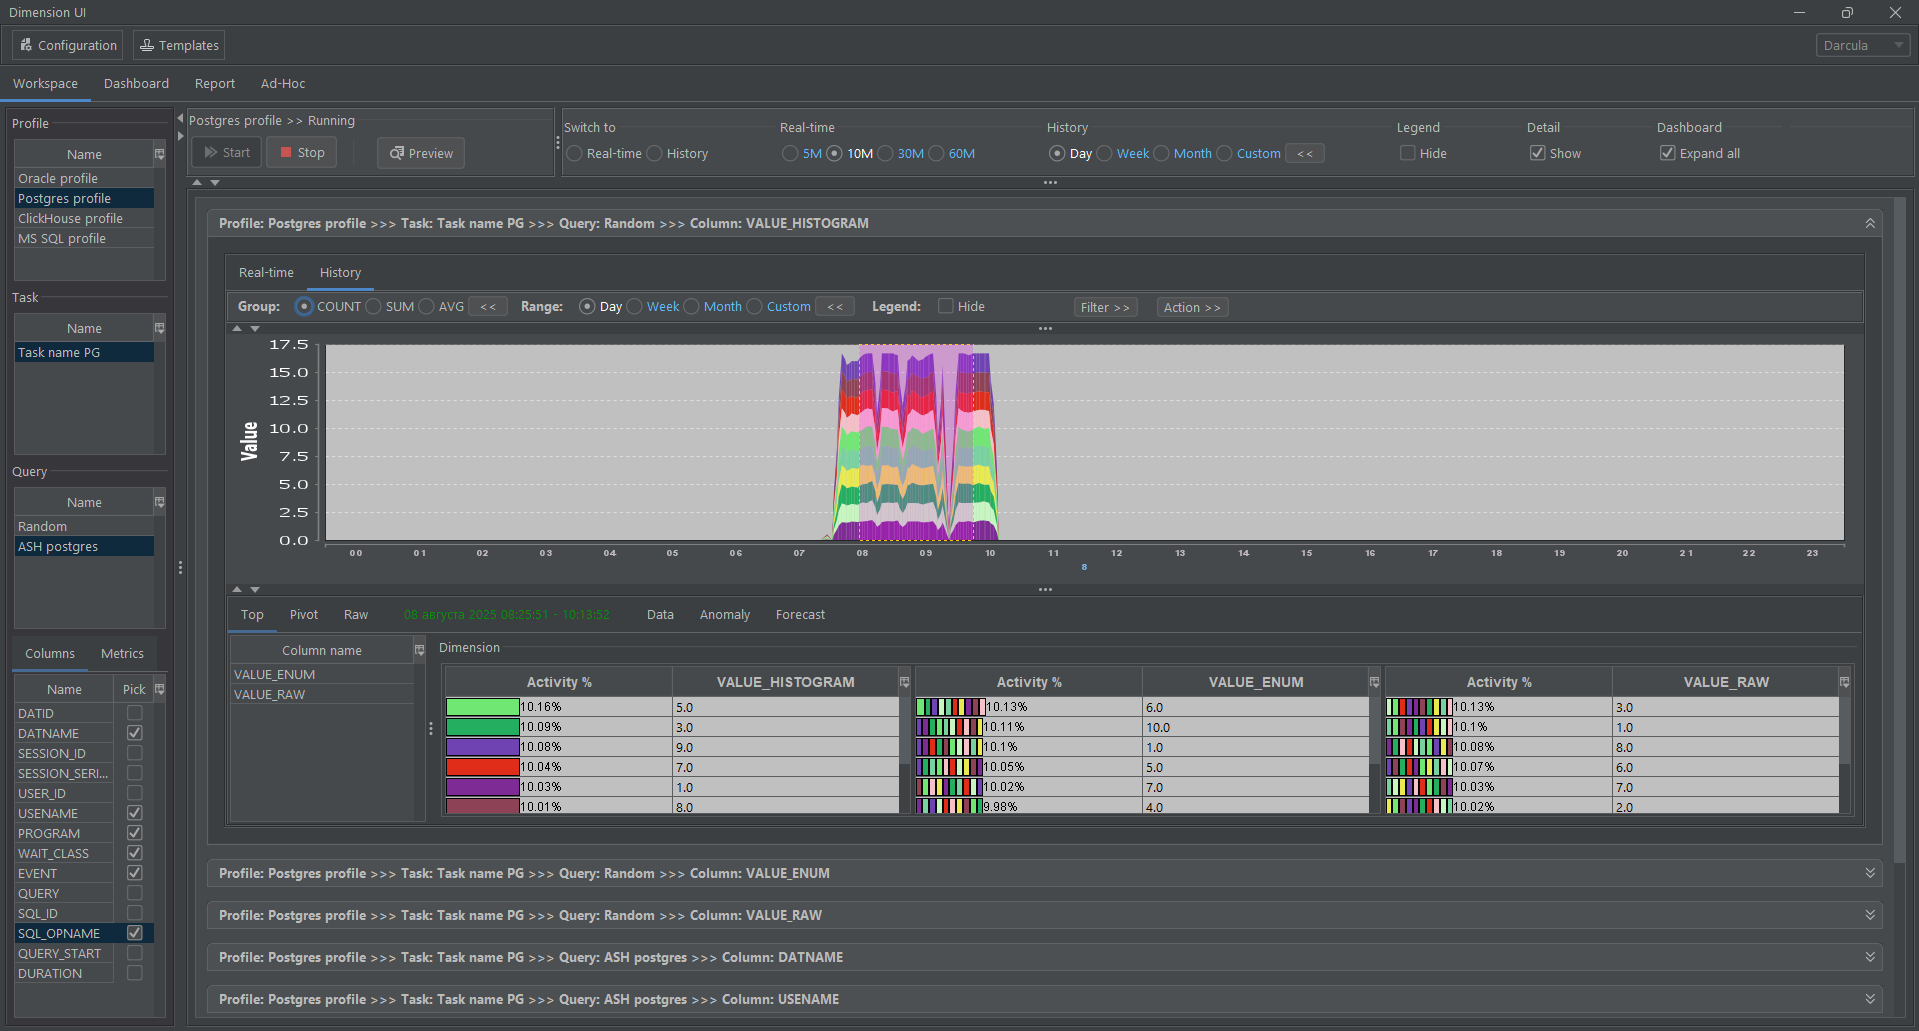 Dimension UI
Configuration Templates Darcula
Workspace Dashboard Report Ad-Hoc
Profile
Name
Oracle profile
Postgres profile
ClickHouse profile
MS SQL profile
Task
Name
Task name PG
Query
Name
Random
ASH postgres
Columns Metrics
Name Pick
DATID
DATNAME
SESSION_ID
SESSION_SERI...
USER_ID
USENAME
PROGRAM
WAIT_CLASS
EVENT
QUERY
SQL_ID
SQL_OPNAME
QUERY_START
DURATION
Postgres profile >> Running
Start Stop Preview
Switch to Real-time History Legend Detail Dashboard
Real-time History 5M 10M 30M 60M Day Week Month Custom << Hide Show Expand all
Profile: Postgres profile >>> Task: Task name PG >>> Query: Random >>> Column: VALUE_HISTOGRAM
Real-time History
Group: COUNT SUM AVG << Range: Day Week Month Custom << Legend: Hide Filter >> Action >>
Value
17.5
15.0
12.5
10.0
7.5
5.0
2.5
0.0
00 01 02 03 04 05 06 07 08 09 10 11 12 13 14 15 16 17 18 19 20 21 22 23
8
Top Pivot Raw 08 августа 2025 08:25:51 - 10:13:52 Data Anomaly Forecast
Column name
VALUE_ENUM
VALUE_RAW
Dimension
Activity % VALUE_HISTOGRAM Activity % VALUE_ENUM Activity % VALUE_RAW
10.16% 5.0 10.13% 6.0 10.13% 3.0
10.09% 3.0 10.11% 10.0 10.1% 1.0
10.08% 9.0 10.1% 1.0 10.08% 8.0
10.04% 7.0 10.05% 5.0 10.07% 6.0
10.03% 1.0 10.02% 7.0 10.03% 7.0
10.01% 8.0 9.98% 4.0 10.02% 2.0
Profile: Postgres profile >>> Task: Task name PG >>> Query: Random >>> Column: VALUE_ENUM
Profile: Postgres profile >>> Task: Task name PG >>> Query: Random >>> Column: VALUE_RAW
Profile: Postgres profile >>> Task: Task name PG >>> Query: ASH postgres >>> Column: DATNAME
Profile: Postgres profile >>> Task: Task name PG >>> Query: ASH postgres >>> Column: USENAME